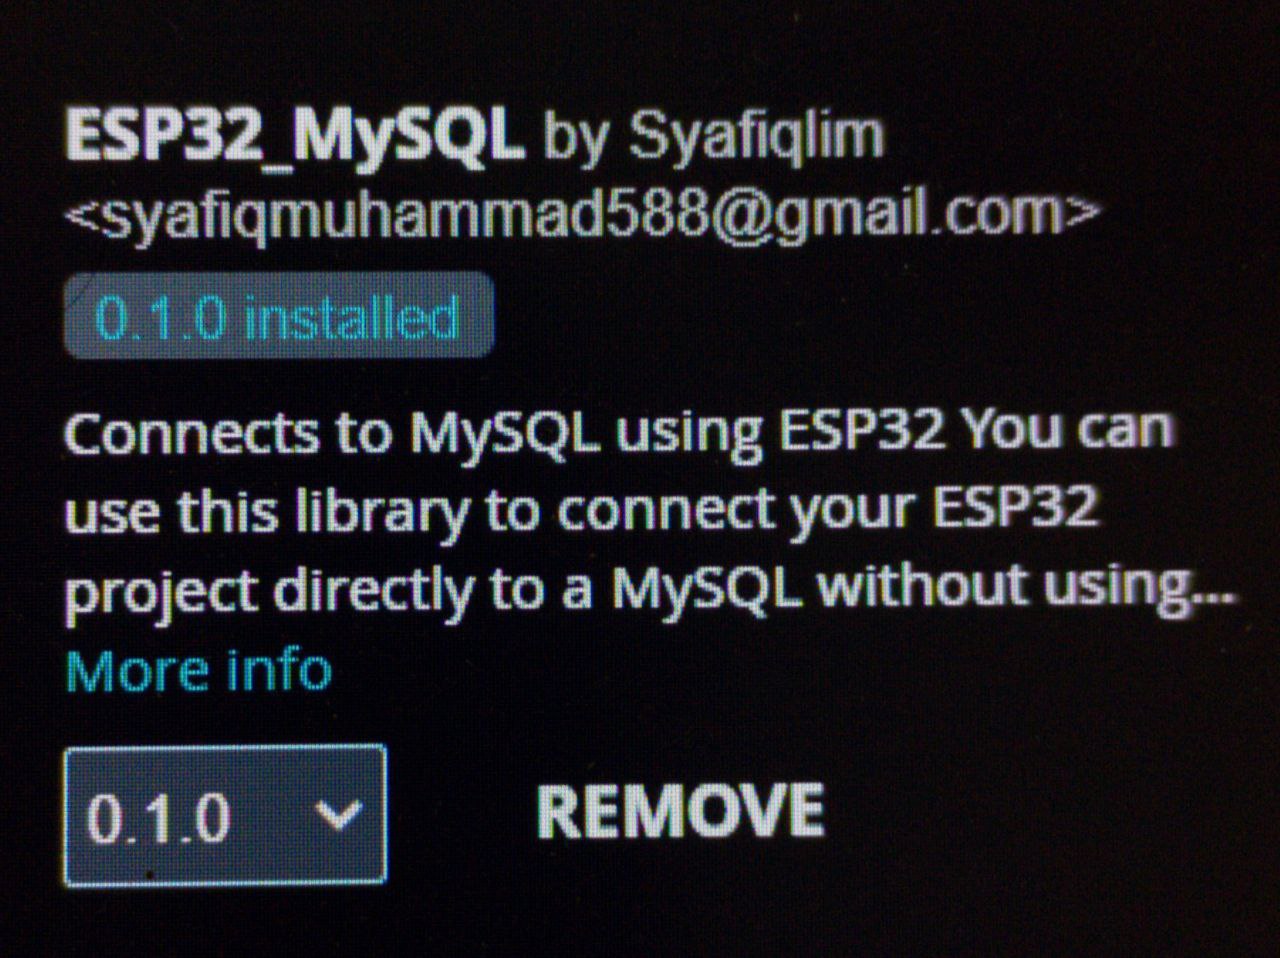 ESP32_MySQL by Syafiqlim
<syafiqmuhammad588@gmail.com>
0.1.0 installed
Connects to MySQL using ESP32 You can
use this library to connect your ESP32
project directly to a MySQL without using...
More info
0.1.0
REMOVE